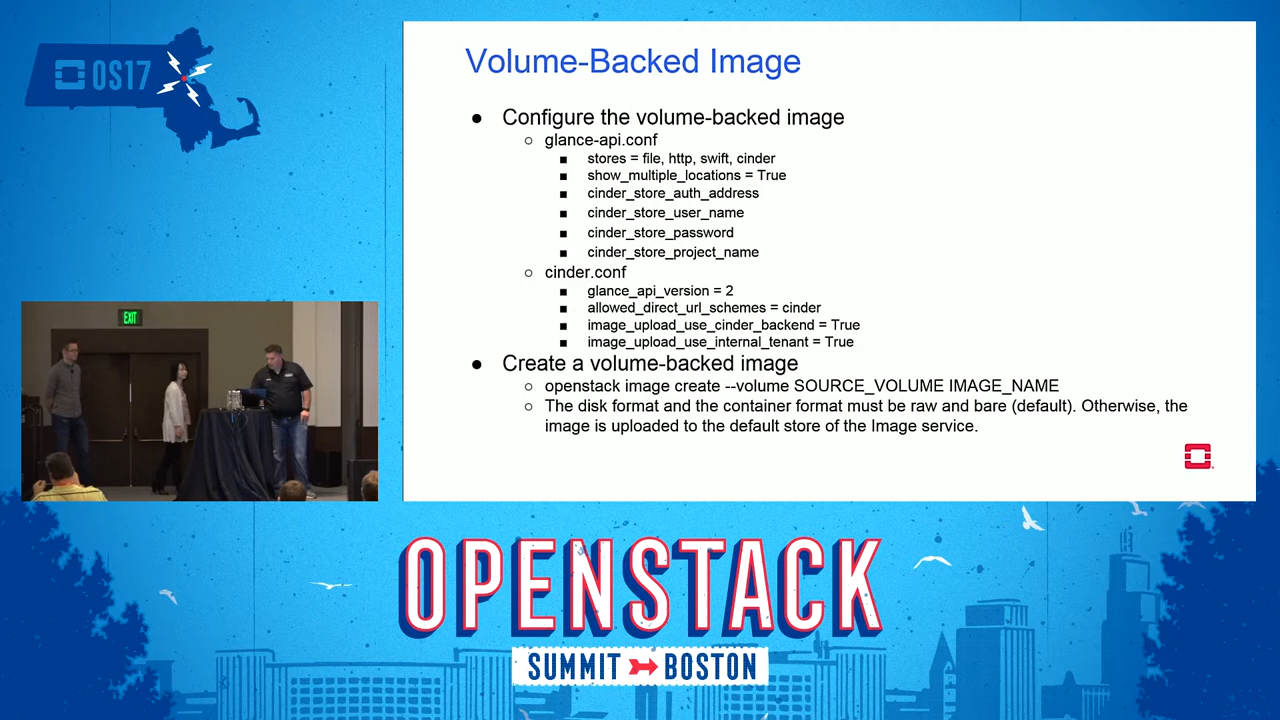 OS17
Volume-Backed Image
● Configure the volume-backed image
○ glance-api.conf
■ stores = file, http, swift, cinder
■ show_multiple_locations = True
■ cinder_store_auth_address
■ cinder_store_user_name
■ cinder_store_password
■ cinder_store_project_name
○ cinder.conf
■ glance_api_version = 2
■ allowed_direct_url_schemes = cinder
■ image_upload_use_cinder_backend = True
■ image_upload_use_internal_tenant = True
● Create a volume-backed image
○ openstack image create --volume SOURCE_VOLUME IMAGE_NAME
○ The disk format and the container format must be raw and bare (default). Otherwise, the
image is uploaded to the default store of the Image service.
EXIT
OPENSTACK
SUMMIT BOSTON